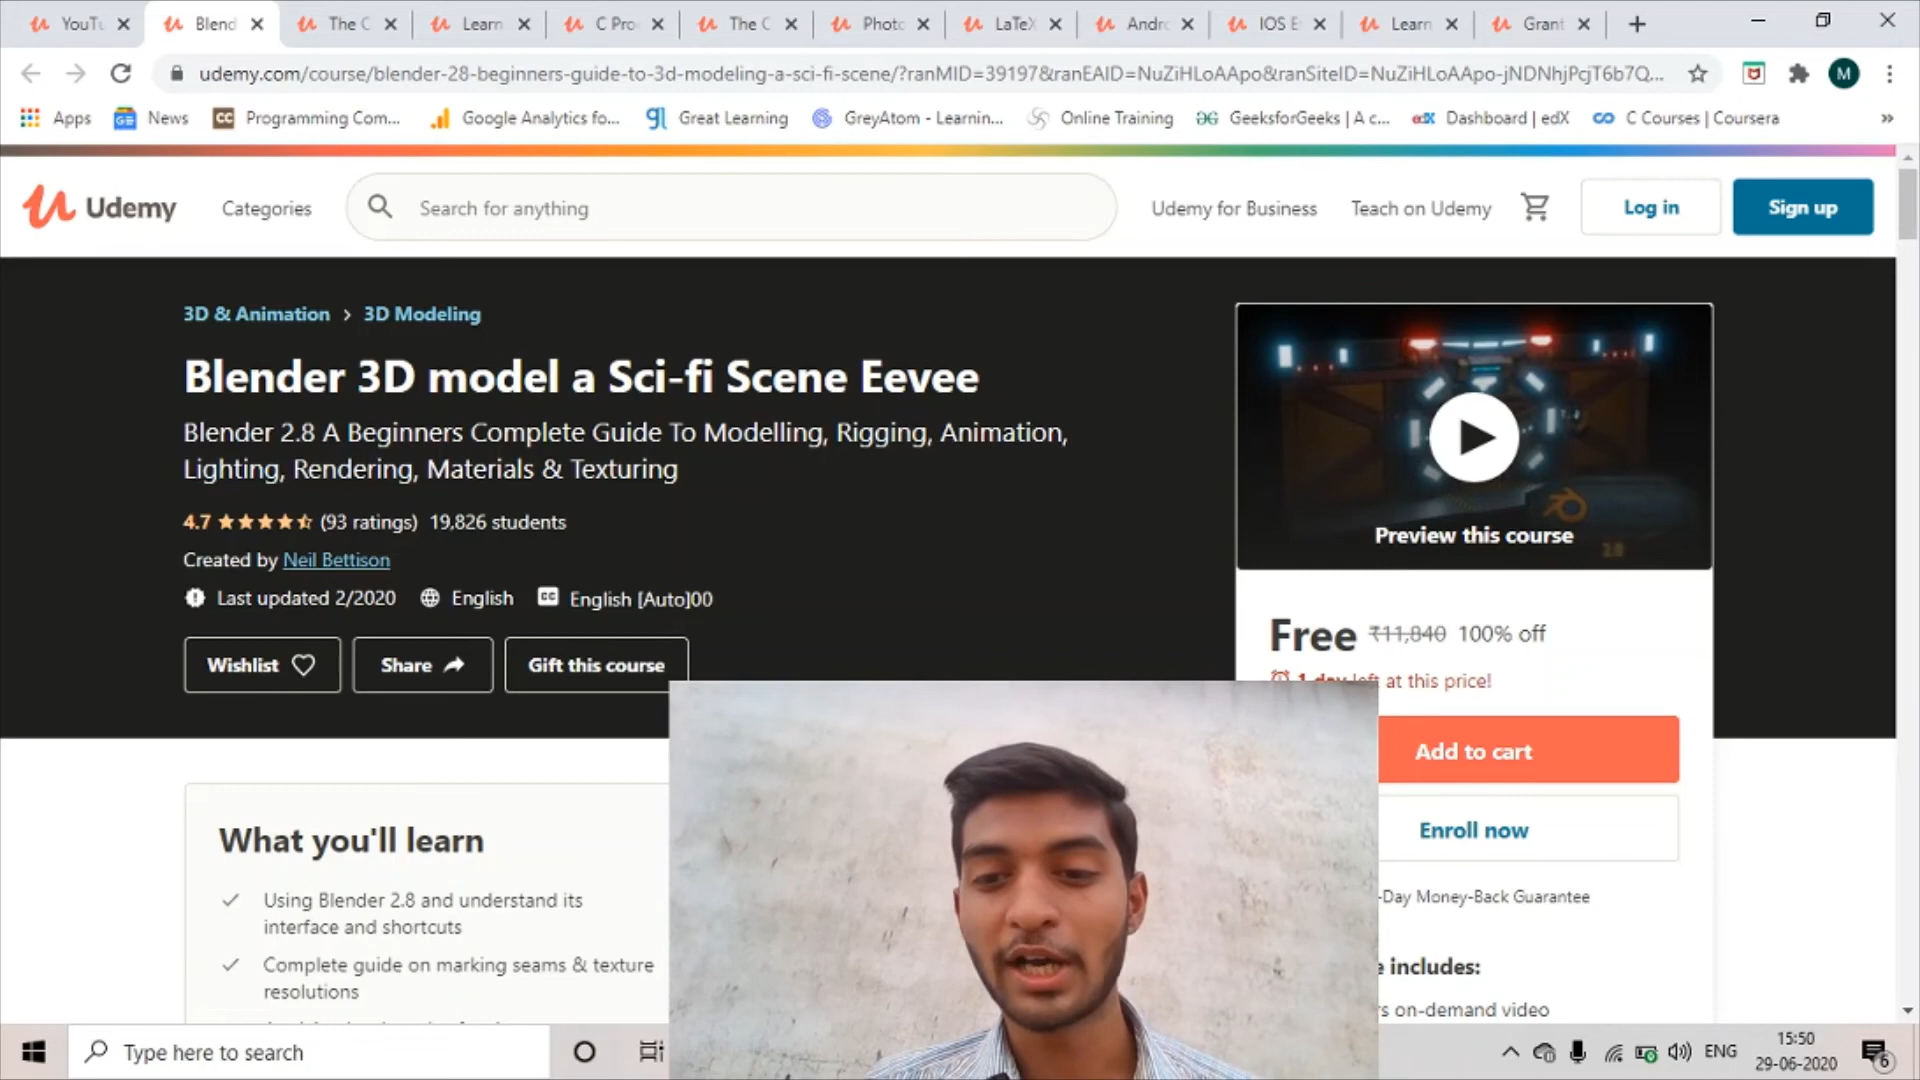 YouTu
Blend
The C
Learn
C Pro
The C
Photo
LaTeX
Andro
IOS E
Learn
Grant
udemy.com/course/blender-28-beginners-guide-to-3d-modeling-a-sci-fi-scene/?ranMID=39197&ranEAID=NuZiHLoAApo&ranSiteID=NuZiHLoAApo-jNDNhjPcjT6b7Q...
M
Apps
News
Programming Com...
Google Analytics fo...
Great Learning
GreyAtom - Learnin...
Online Training
GeeksforGeeks | A c...
Dashboard | edX
C Courses | Coursera
»
Udemy
Categories
Search for anything
Udemy for Business
Teach on Udemy
Log in
Sign up
3D & Animation > 3D Modeling
Blender 3D model a Sci-fi Scene Eevee
Blender 2.8 A Beginners Complete Guide To Modelling, Rigging, Animation,
Lighting, Rendering, Materials & Texturing
4.7 (93 ratings) 19,826 students
Created by Neil Bettison
Last updated 2/2020 English English [Auto]00
Wishlist
Share
Gift this course
Preview this course
2.8
Free ₹11,840 100% off
1 day left at this price!
Add to cart
Enroll now
-Day Money-Back Guarantee
includes:
on-demand video
What you'll learn
Using Blender 2.8 and understand its
interface and shortcuts
Complete guide on marking seams & texture
resolutions
Type here to search
ENG
15:50
29-06-2020
6